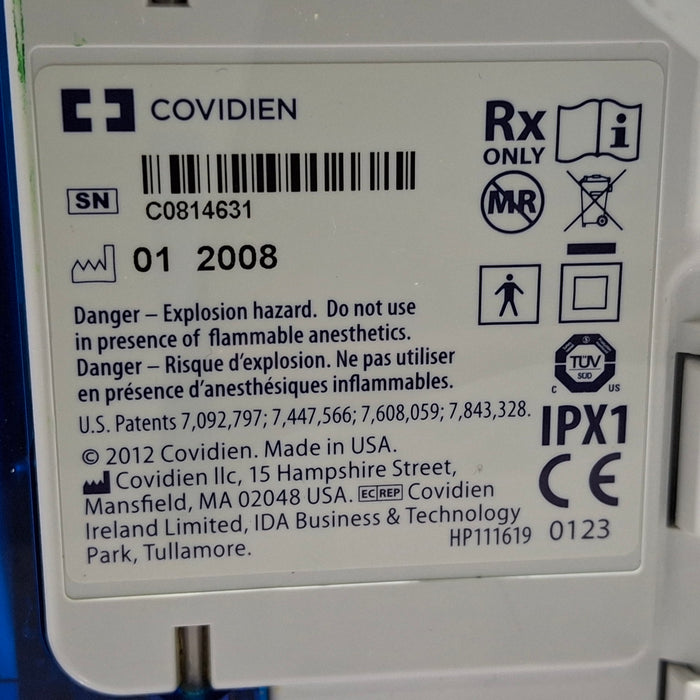 COVIDIEN
Rx
ONLY
i
SN
C0814631
MR
01 2008
Danger – Explosion hazard. Do not use
in presence of flammable anesthetics.
Danger – Risque d'explosion. Ne pas utiliser
en présence d'anesthésiques inflammables.
TÜV
SÜD
C US
U.S. Patents 7,092,797; 7,447,566; 7,608,059; 7,843,328.
IPX1
© 2012 Covidien. Made in USA.
Covidien llc, 15 Hampshire Street,
Mansfield, MA 02048 USA. EC REP Covidien
Ireland Limited, IDA Business & Technology
Park, Tullamore.
HP111619
CE
0123